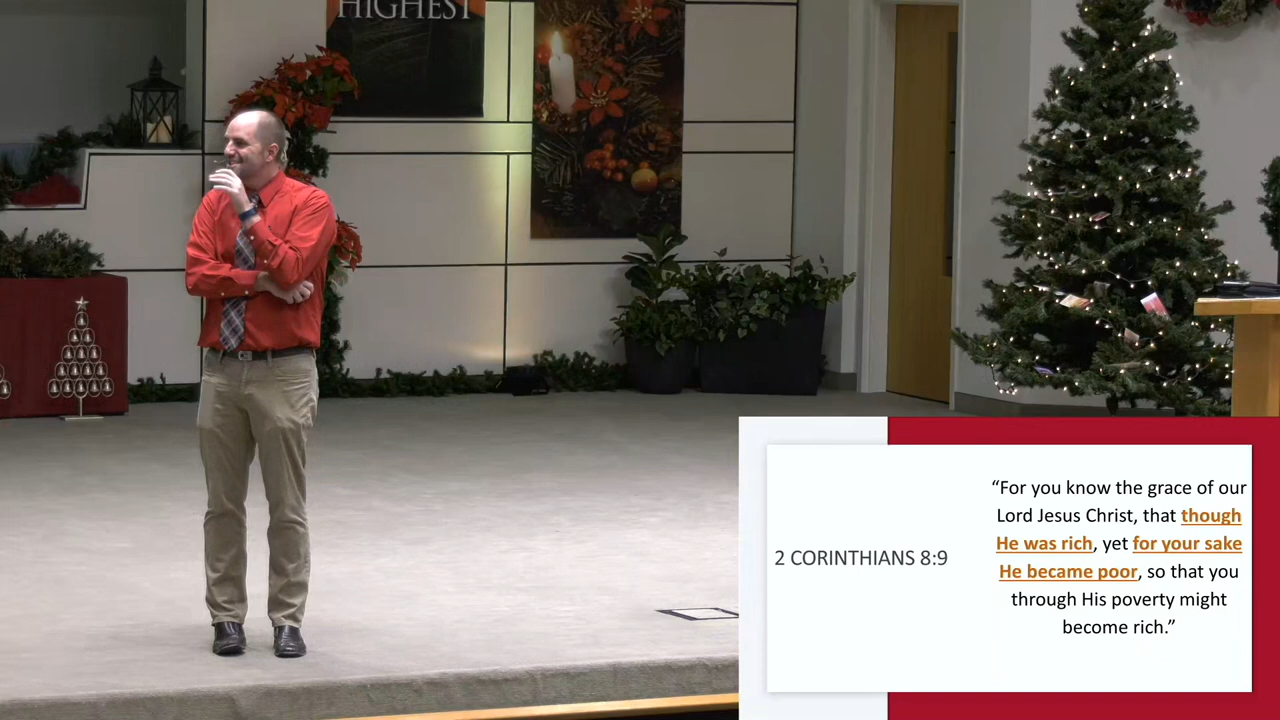 HIGHEST
2 CORINTHIANS 8:9
“For you know the grace of our
Lord Jesus Christ, that though
He was rich, yet for your sake
He became poor, so that you
through His poverty might
become rich.”